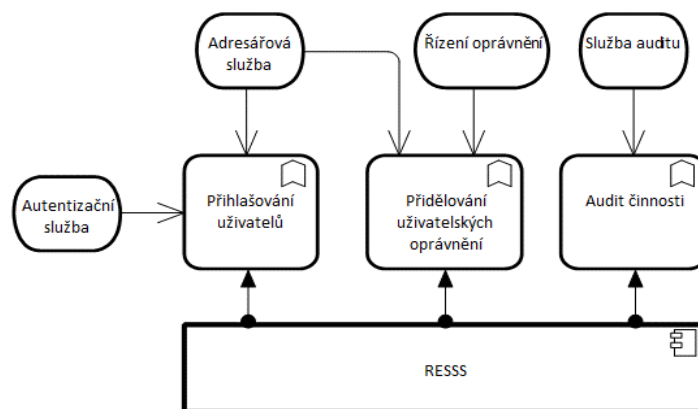 Adresářová
služba
Řízení oprávnění
Služba auditu
Autentizační
služba
Přihlašování
uživatelů
Přidělování
uživatelských
oprávnění
Audit činnosti
RESSS